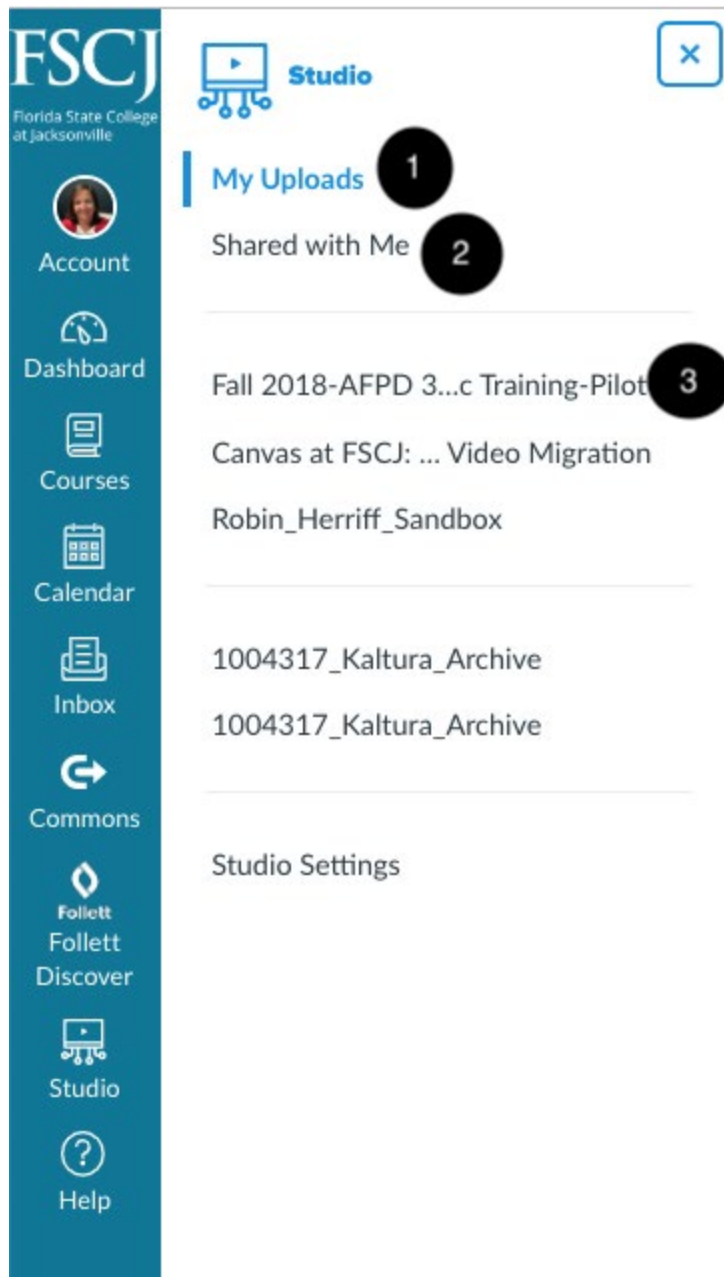 FSCJ
Florida State College
at Jacksonville
Account
Dashboard
Courses
Calendar
Inbox
Commons
Follett
Follett
Discover
Studio
Help
Studio
×
My Uploads
1
Shared with Me
2
Fall 2018-AFPD 3...c Training-Pilot
3
Canvas at FSCJ: ... Video Migration
Robin_Herriff_Sandbox
1004317_Kaltura_Archive
1004317_Kaltura_Archive
Studio Settings